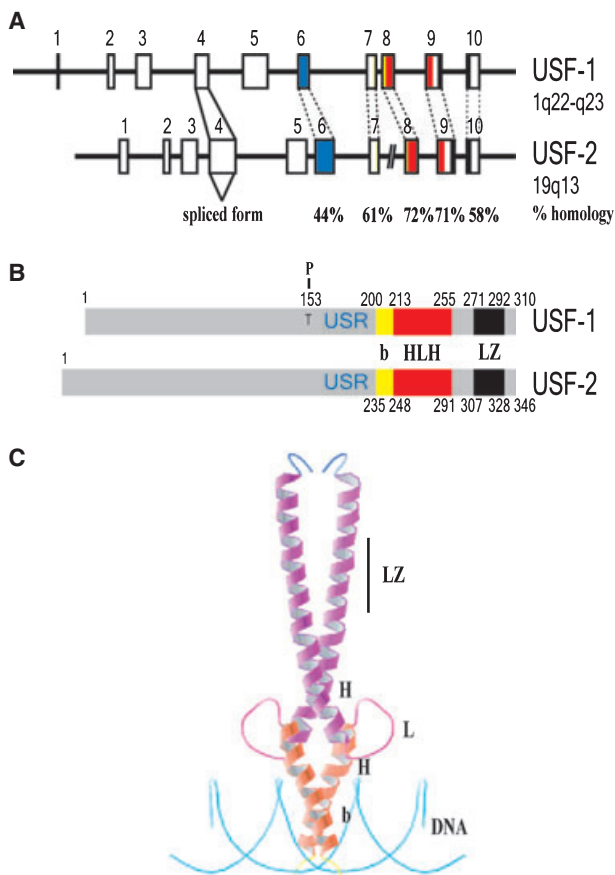 A
1 2 3 4 5 6 7 8 9 10
USF-1
1q22-q23
1 2 3 4 5 6 7 8 9 10
USF-2
19q13
spliced form 44% 61% 72% 71% 58% % homology
B
P
1 153 200 213 255 271 292 310
T USR USF-1
b HLH LZ
1
USR USF-2
235 248 291 307 328 346
C
LZ
H
L
H
b
DNA